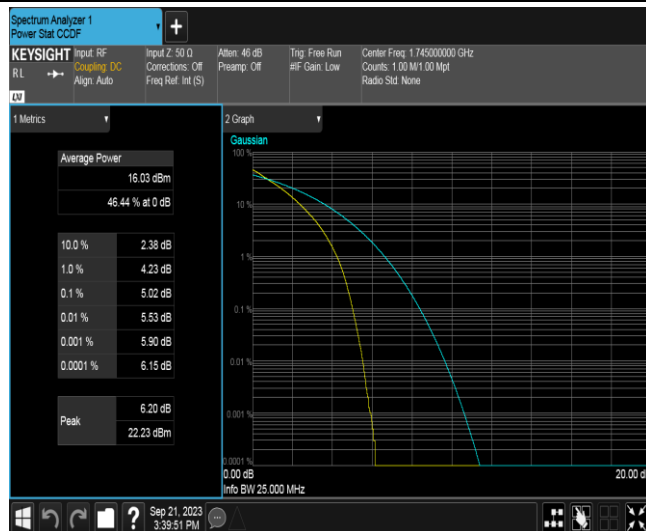 Spectrum Analyzer 1
Power Stat CCDF
+
KEYSIGHT
RL
Input: RF
Coupling: DC
Align: Auto
Input Z: 50 Ω
Corrections: Off
Freq Ref: Int (S)
Atten: 46 dB
Preamp: Off
Trig: Free Run
#IF Gain: Low
Center Freq: 1.745000000 GHz
Counts: 1.00 M/1.00 Mpt
Radio Std: None
1 Metrics
Average Power
16.03 dBm
46.44 % at 0 dB
10.0 % 2.38 dB
1.0 % 4.23 dB
0.1 % 5.02 dB
0.01 % 5.53 dB
0.001 % 5.90 dB
0.0001 % 6.15 dB
Peak
6.20 dB
22.23 dBm
2 Graph
Gaussian
100 %
10 %
1 %
0.1 %
0.01 %
0.001 %
0.0001 %
0.00 dB
20.00 d
Info BW 25.000 MHz
?
Sep 21, 2023
3:39:51 PM